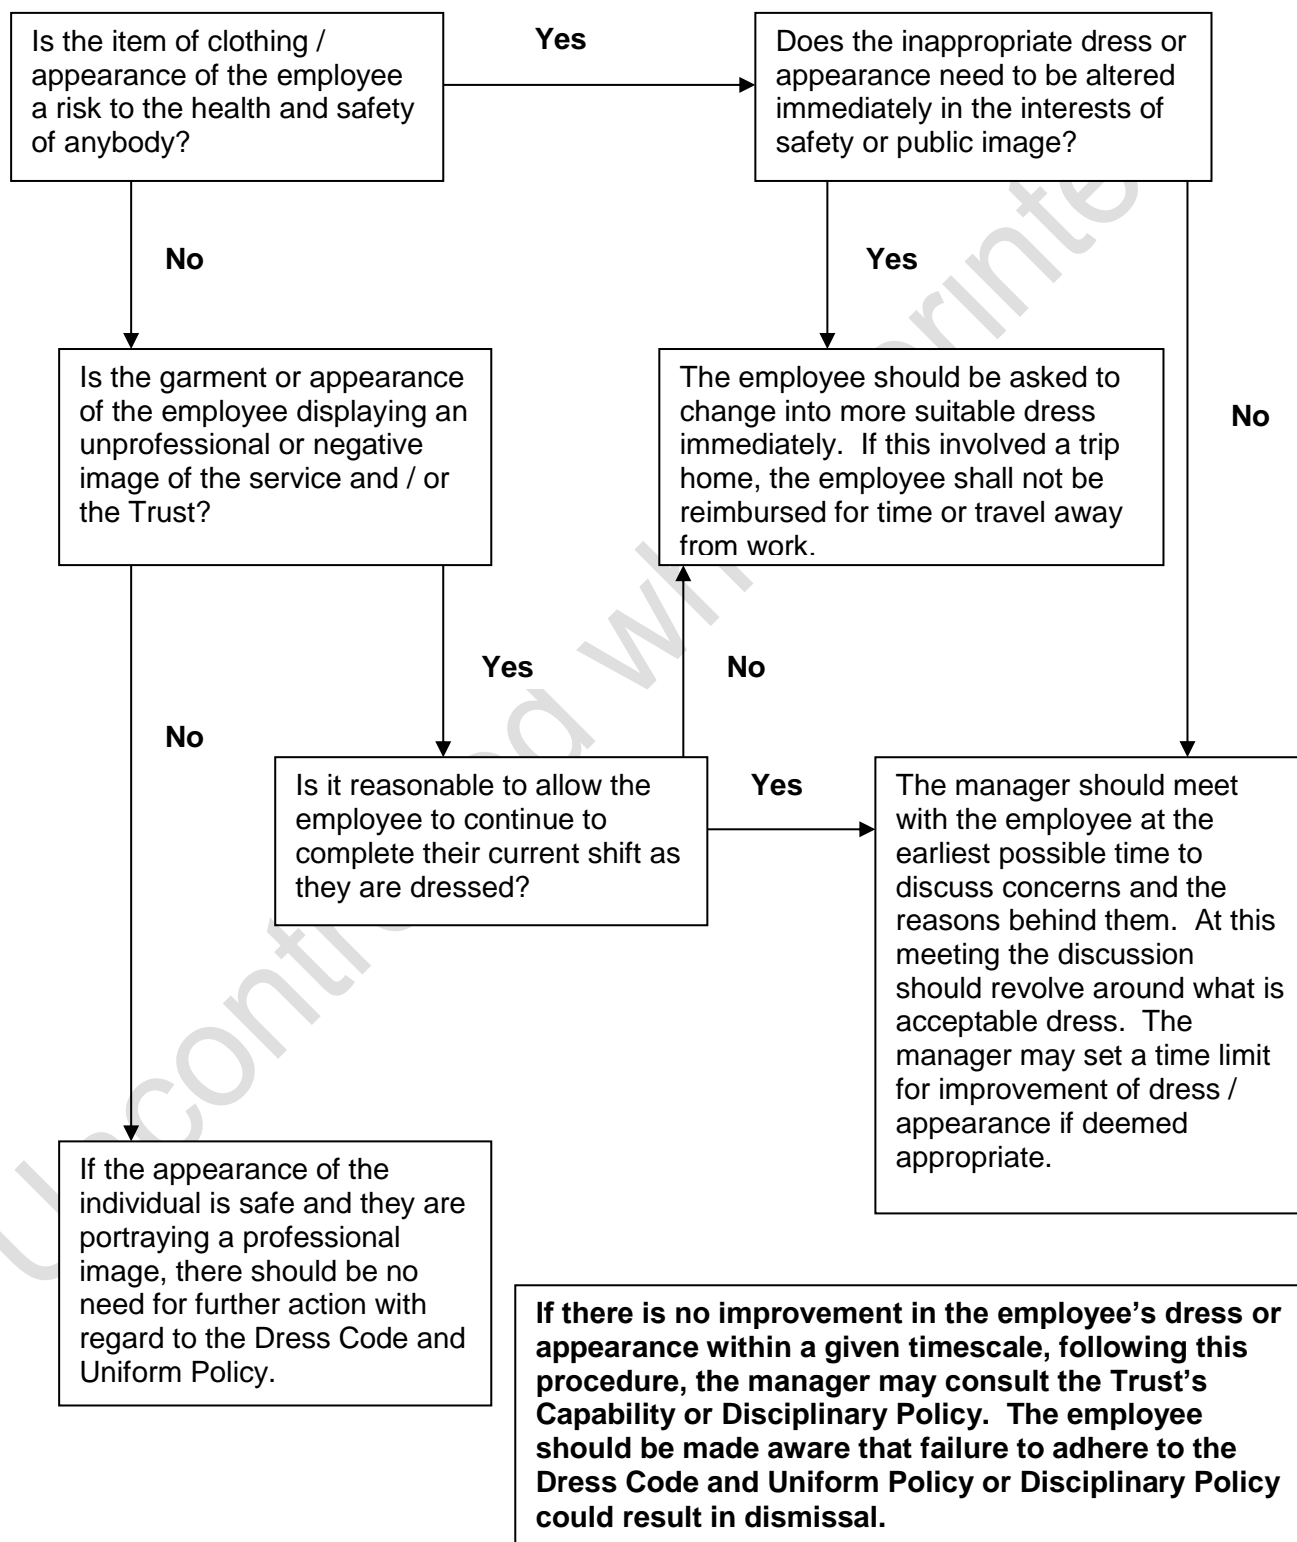 Is the item of clothing /
appearance of the employee
a risk to the health and safety
of anybody?
Yes
Does the inappropriate dress or
appearance need to be altered
immediately in the interests of
safety or public image?
No
Yes
Is the garment or appearance
of the employee displaying an
unprofessional or negative
image of the service and / or
the Trust?
The employee should be asked to
change into more suitable dress
immediately.  If this involved a trip
home, the employee shall not be
reimbursed for time or travel away
from work.
No
Yes
No
No
Is it reasonable to allow the
employee to continue to
complete their current shift as
they are dressed?
Yes
The manager should meet
with the employee at the
earliest possible time to
discuss concerns and the
reasons behind them.  At this
meeting the discussion
should revolve around what is
acceptable dress.  The
manager may set a time limit
for improvement of dress /
appearance if deemed
appropriate.
If the appearance of the
individual is safe and they are
portraying a professional
image, there should be no
need for further action with
regard to the Dress Code and
Uniform Policy.
If there is no improvement in the employee’s dress or
appearance within a given timescale, following this
procedure, the manager may consult the Trust’s
Capability or Disciplinary Policy.  The employee
should be made aware that failure to adhere to the
Dress Code and Uniform Policy or Disciplinary Policy
could result in dismissal.